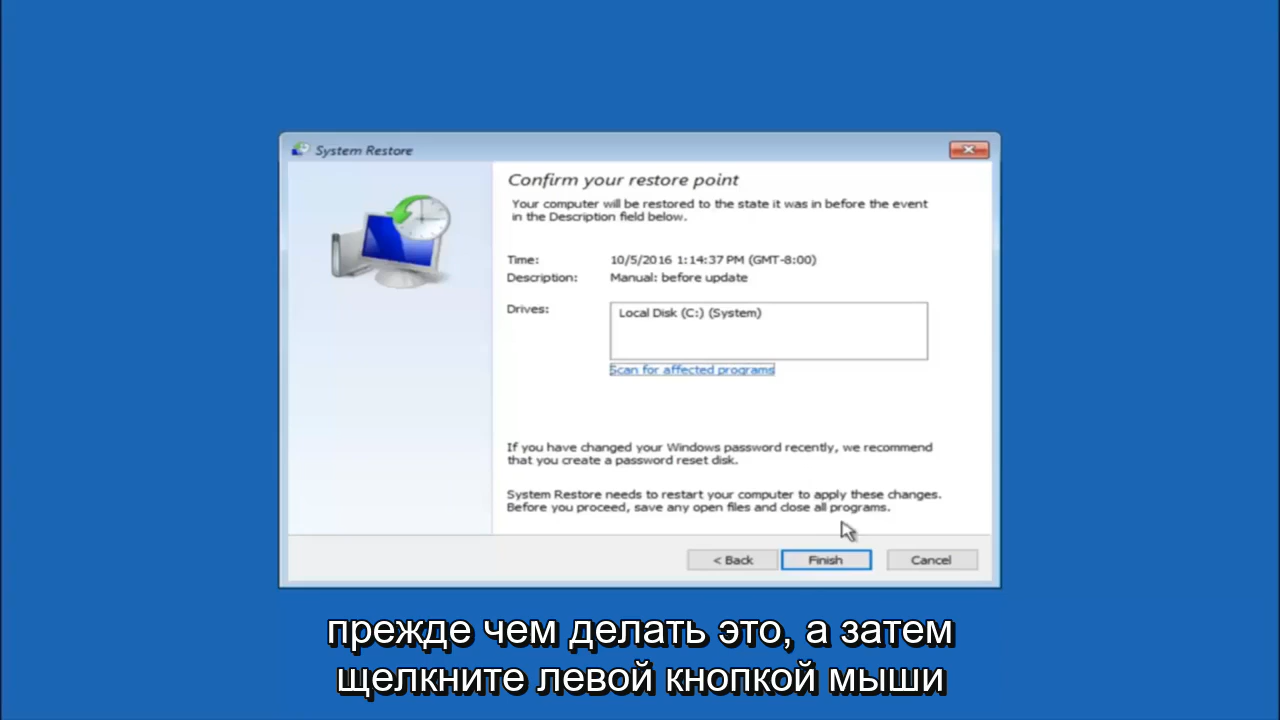 System Restore
Confirm your restore point
Your computer will be restored to the state it was in before the event
in the Description field below.
Time: 10/5/2016 1:14:37 PM (GMT-8:00)
Description: Manual: before update
Drives: Local Disk (C:) (System)
Scan for affected programs
If you have changed your Windows password recently, we recommend
that you create a password reset disk.
System Restore needs to restart your computer to apply these changes.
Before you proceed, save any open files and close all programs.
< Back Finish Cancel
прежде чем делать это, а затем
щелкните левой кнопкой мыши